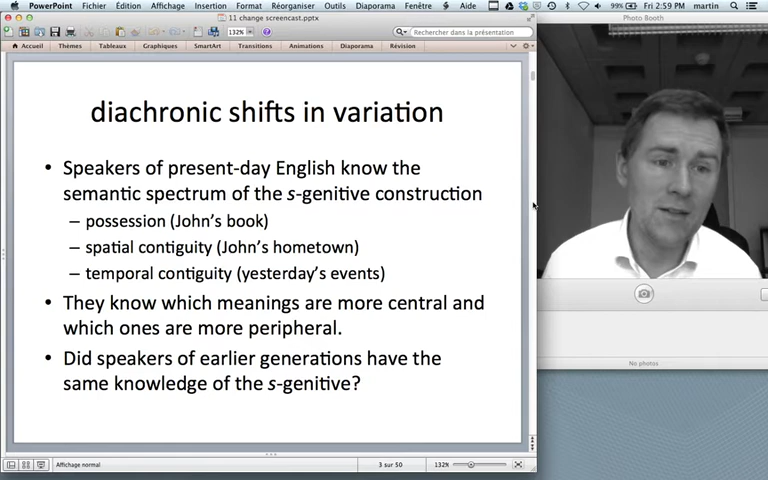 PowerPoint Fichier Édition Affichage Insertion Format Réorganiser Outils Diaporama Fenêtre Aide 99% Fri 2:59 PM martin
11 change screencast.pptx
Photo Booth
132% Rechercher dans la présentation
Accueil Thèmes Tableaux Graphiques SmartArt Transitions Animations Diaporama Révision
diachronic shifts in variation
• Speakers of present-day English know the
semantic spectrum of the s-genitive construction
– possession (John's book)
– spatial contiguity (John's hometown)
– temporal contiguity (yesterday's events)
• They know which meanings are more central and
which ones are more peripheral.
• Did speakers of earlier generations have the
same knowledge of the s-genitive?
No photos
Affichage normal 3 sur 50 132%